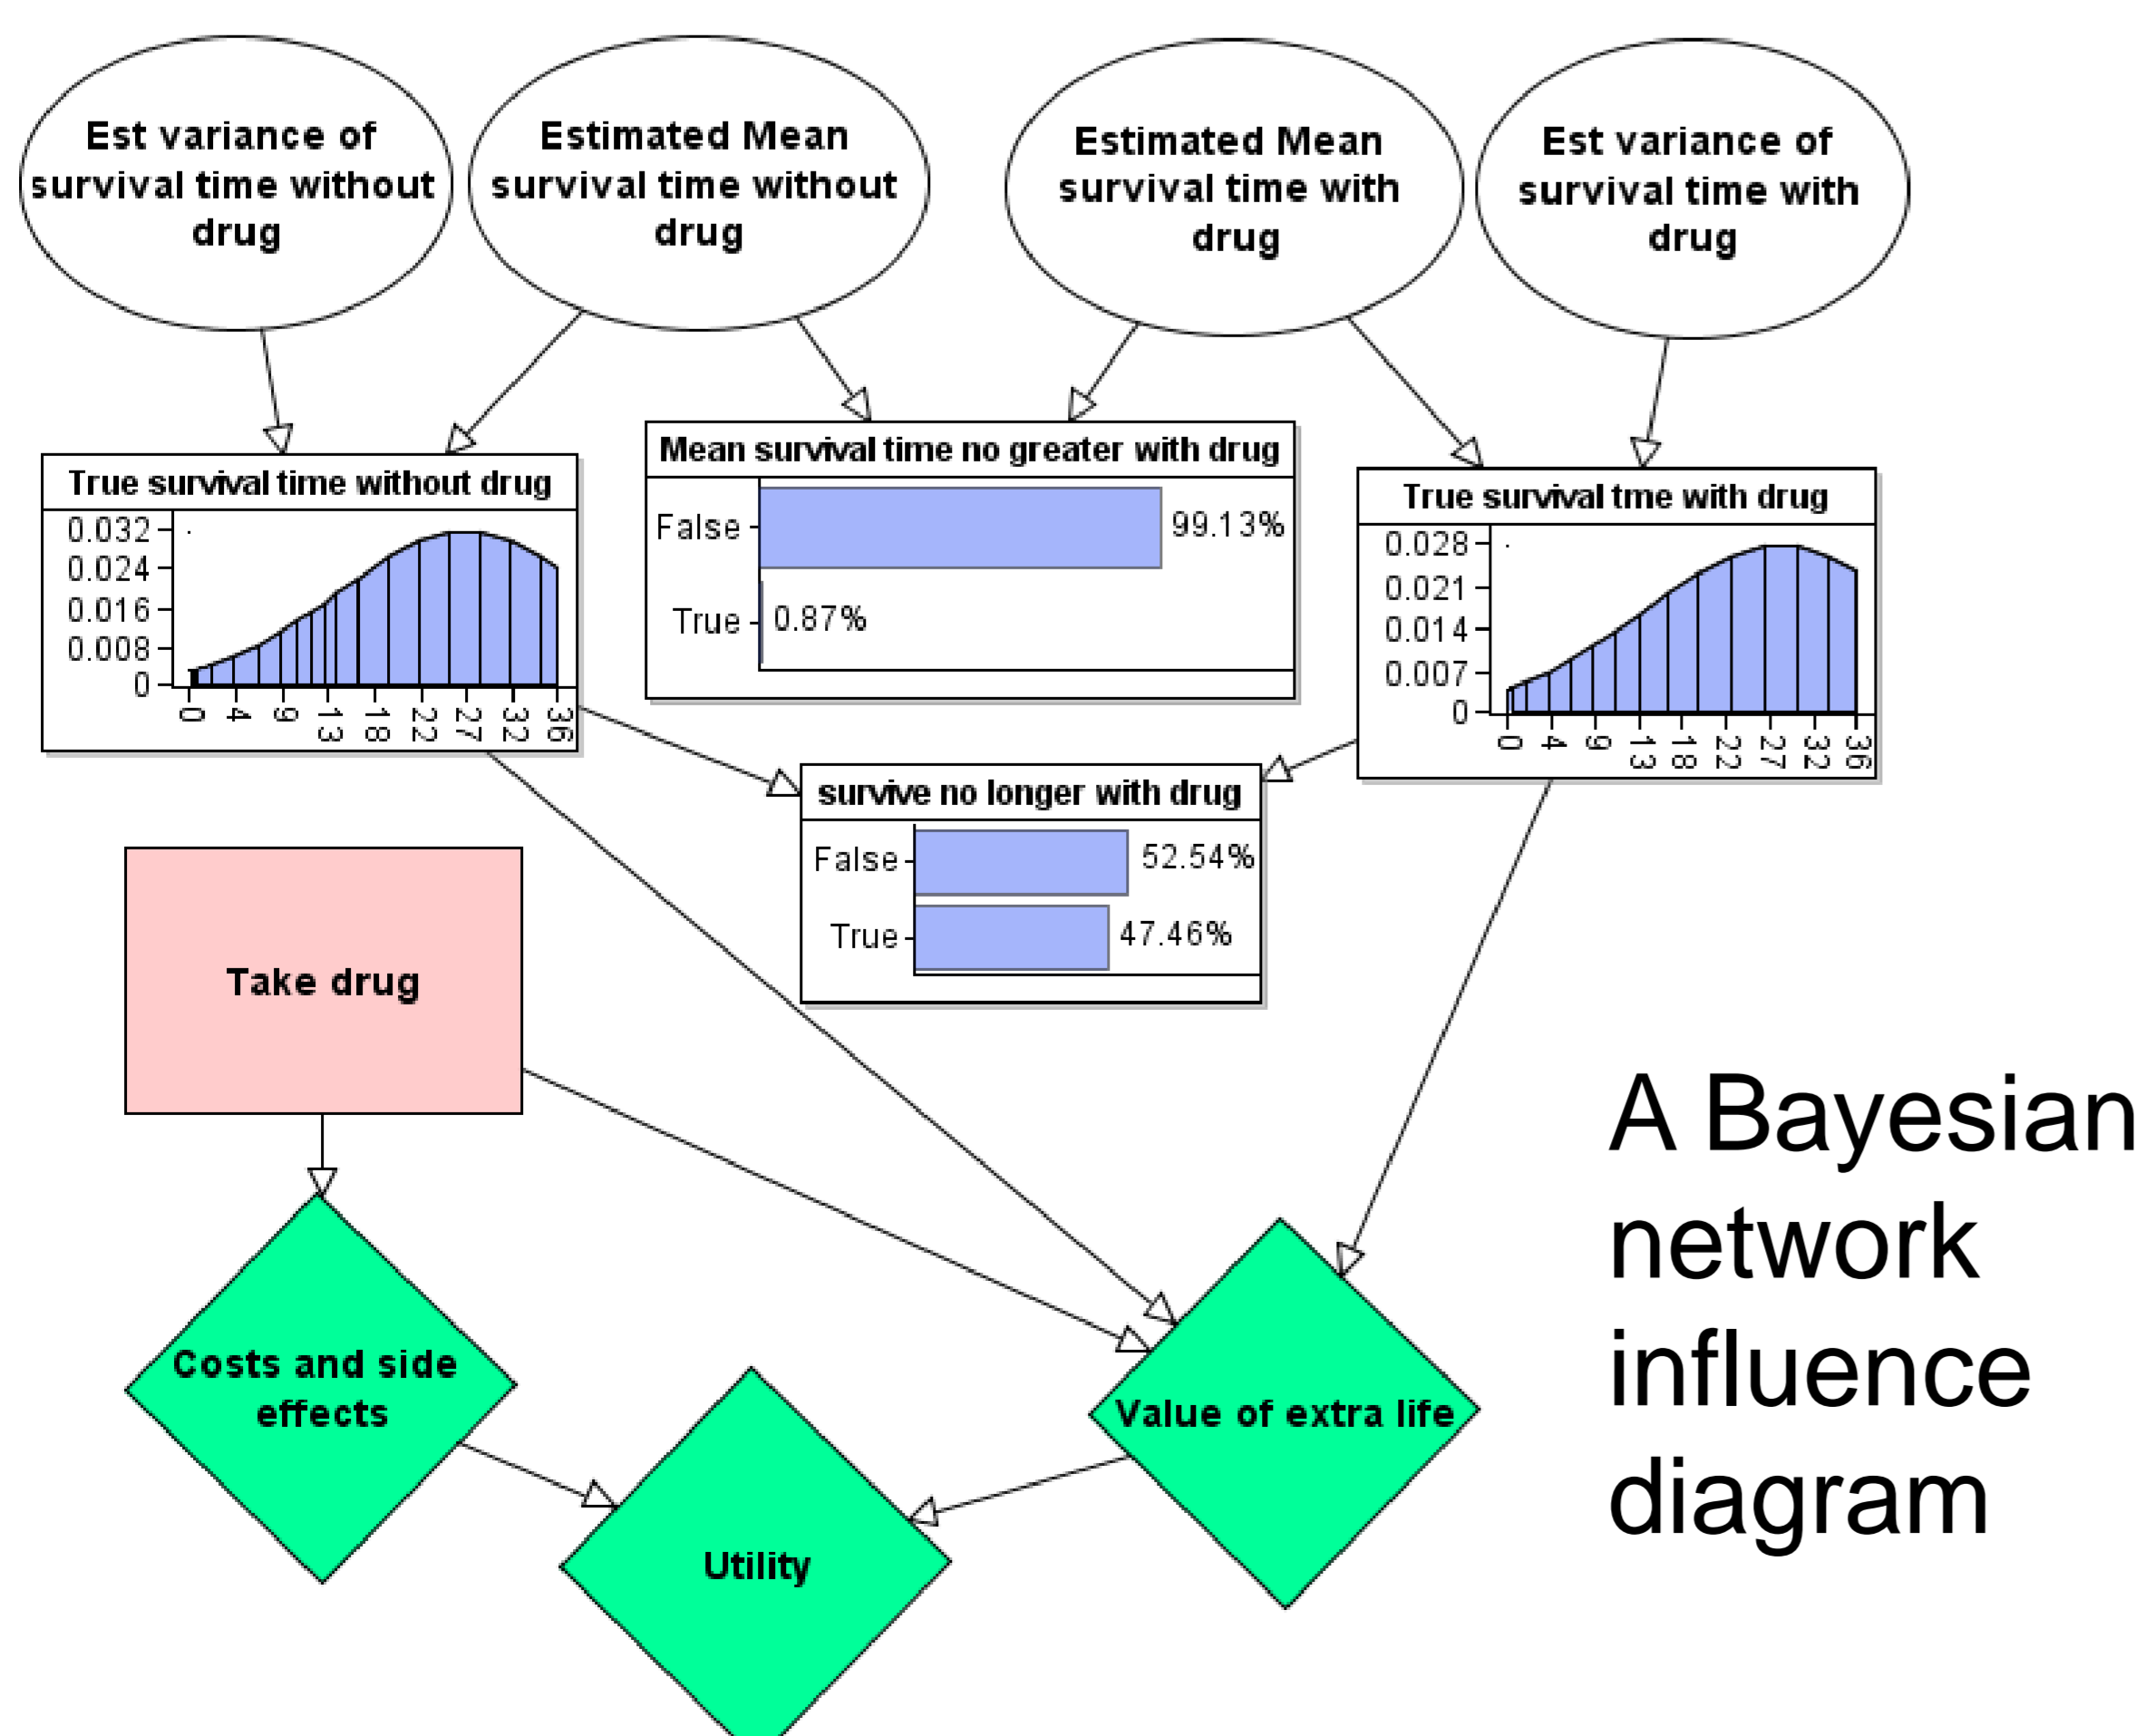 Est variance of
survival time without
drug
Estimated Mean
survival time without
drug
Estimated Mean
survival time with
drug
Est variance of
survival time with
drug
True survival time without drug
0.032
0.024
0.016
0.008
0
0 4 9 13 18 22 27 32 36
Mean survival time no greater with drug
False 99.13%
True 0.87%
True survival tme with drug
0.028
0.021
0.014
0.007
0
0 4 9 13 18 22 27 32 36
survive no longer with drug
False 52.54%
True 47.46%
Take drug
Costs and side
effects
Utility
Value of extra life
A Bayesian
network
influence
diagram